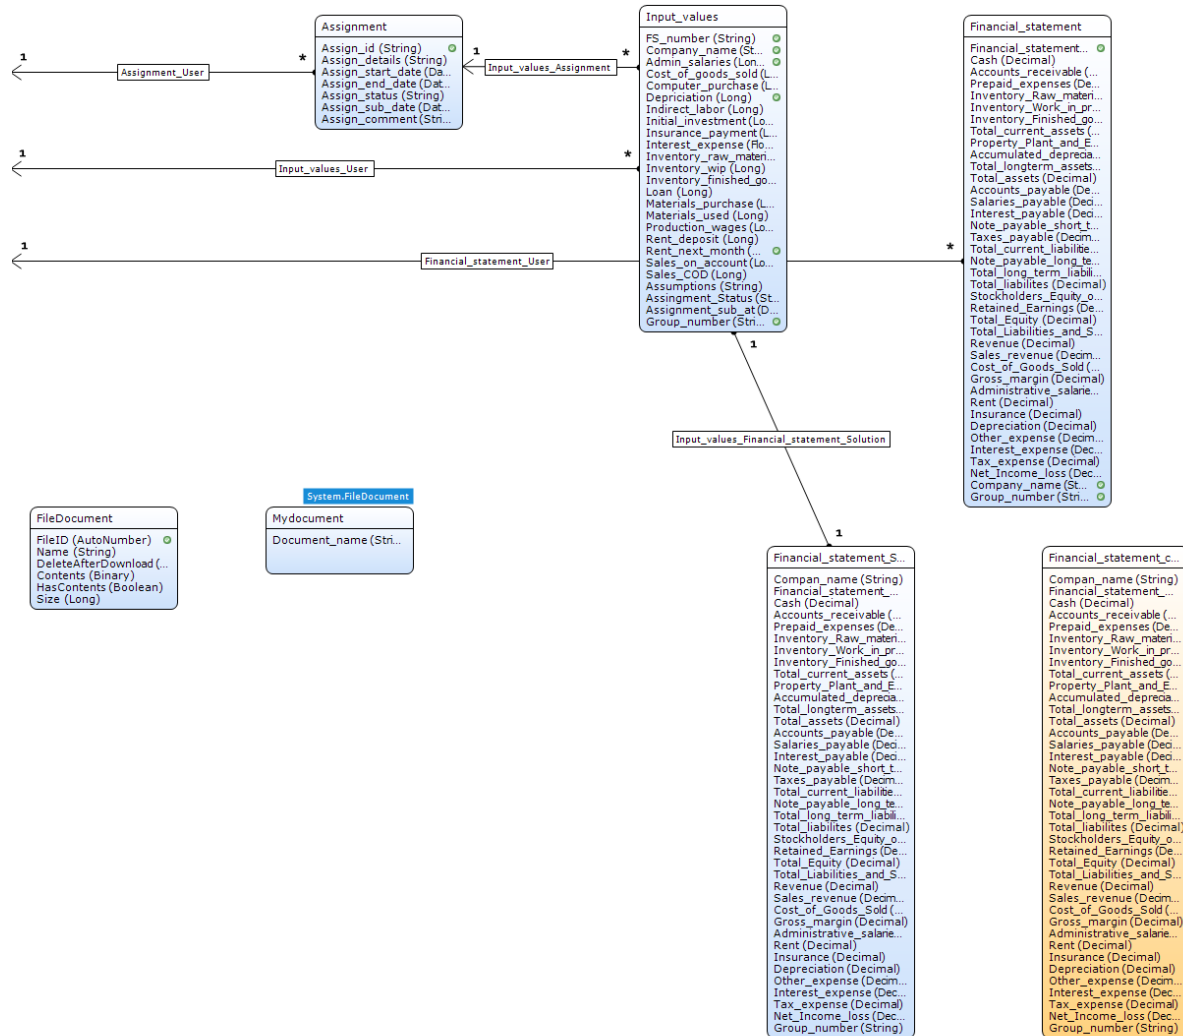 Assignment
Assign_id (String)
Assign_details (String)
Assign_start_date (Da...
Assign_end_date (Dat...
Assign_status (String)
Assign_sub_date (Dat...
Assign_comment (Stri...
1
Assignment_User
*
1
Input_values_Assignment
*
1
Input_values_User
*
1
Financial_statement_User
*
Input_values
FS_number (String)
Company_name (St...
Admin_salaries (Lon...
Cost_of_goods_sold (L...
Computer_purchase (L...
Depriciation (Long)
Indirect_labor (Long)
Initial_investment (Lo...
Insurance_payment (L...
Interest_expense (Flo...
Inventory_raw_materi...
Inventory_wip (Long)
Inventory_finished_go...
Loan (Long)
Materials_purchase (L...
Materials_used (Long)
Production_wages (Lo...
Rent_deposit (Long)
Rent_next_month (...
Sales_on_account (Lo...
Sales_COD (Long)
Assumptions (String)
Assingment_Status (St...
Assignment_sub_at (D...
Group_number (Stri...
Financial_statement
Financial_statement...
Cash (Decimal)
Accounts_receivable (...
Prepaid_expenses (De...
Inventory_Raw_materi...
Inventory_Work_in_pr...
Inventory_Finished_go...
Total_current_assets (...
Property_Plant_and_E...
Accumulated_deprecia...
Total_longterm_assets...
Total_assets (Decimal)
Accounts_payable (De...
Salaries_payable (Deci...
Interest_payable (Deci...
Note_payable_short_t...
Taxes_payable (Decim...
Total_current_liabilitie...
Note_payable_long_te...
Total_long_term_liabili...
Total_liabilites (Decimal)
Stockholders_Equity_o...
Retained_Earnings (De...
Total_Equity (Decimal)
Total_Liabilities_and_S...
Revenue (Decimal)
Sales_revenue (Decim...
Cost_of_Goods_Sold (...
Gross_margin (Decimal)
Administrative_salarie...
Rent (Decimal)
Insurance (Decimal)
Depreciation (Decimal)
Other_expense (Decim...
Interest_expense (Dec...
Tax_expense (Decimal)
Net_Income_loss (Dec...
Company_name (St...
Group_number (Stri...
1
Input_values_Financial_statement_Solution
1
FileDocument
FileID (AutoNumber)
Name (String)
DeleteAfterDownload (...
Contents (Binary)
HasContents (Boolean)
Size (Long)
System.FileDocument
Mydocument
Document_name (Stri...
Financial_statement_S...
Compan_name (String)
Financial_statement_...
Cash (Decimal)
Accounts_receivable (...
Prepaid_expenses (De...
Inventory_Raw_materi...
Inventory_Work_in_pr...
Inventory_Finished_go...
Total_current_assets (...
Property_Plant_and_E...
Accumulated_deprecia...
Total_longterm_assets...
Total_assets (Decimal)
Accounts_payable (De...
Salaries_payable (Deci...
Interest_payable (Deci...
Note_payable_short_t...
Taxes_payable (Decim...
Total_current_liabilitie...
Note_payable_long_te...
Total_long_term_liabili...
Total_liabilites (Decimal)
Stockholders_Equity_o...
Retained_Earnings (De...
Total_Equity (Decimal)
Total_Liabilities_and_S...
Revenue (Decimal)
Sales_revenue (Decim...
Cost_of_Goods_Sold (...
Gross_margin (Decimal)
Administrative_salarie...
Rent (Decimal)
Insurance (Decimal)
Depreciation (Decimal)
Other_expense (Decim...
Interest_expense (Dec...
Tax_expense (Decimal)
Net_Income_loss (Dec...
Group_number (String)
Financial_statement_c...
Compan_name (String)
Financial_statement_...
Cash (Decimal)
Accounts_receivable (...
Prepaid_expenses (De...
Inventory_Raw_materi...
Inventory_Work_in_pr...
Inventory_Finished_go...
Total_current_assets (...
Property_Plant_and_E...
Accumulated_deprecia...
Total_longterm_assets...
Total_assets (Decimal)
Accounts_payable (De...
Salaries_payable (Deci...
Interest_payable (Deci...
Note_payable_short_t...
Taxes_payable (Decim...
Total_current_liabilitie...
Note_payable_long_te...
Total_long_term_liabili...
Total_liabilites (Decimal)
Stockholders_Equity_o...
Retained_Earnings (De...
Total_Equity (Decimal)
Total_Liabilities_and_S...
Revenue (Decimal)
Sales_revenue (Decim...
Cost_of_Goods_Sold (...
Gross_margin (Decimal)
Administrative_salarie...
Rent (Decimal)
Insurance (Decimal)
Depreciation (Decimal)
Other_expense (Decim...
Interest_expense (Dec...
Tax_expense (Decimal)
Net_Income_loss (Dec...
Group_number (String)